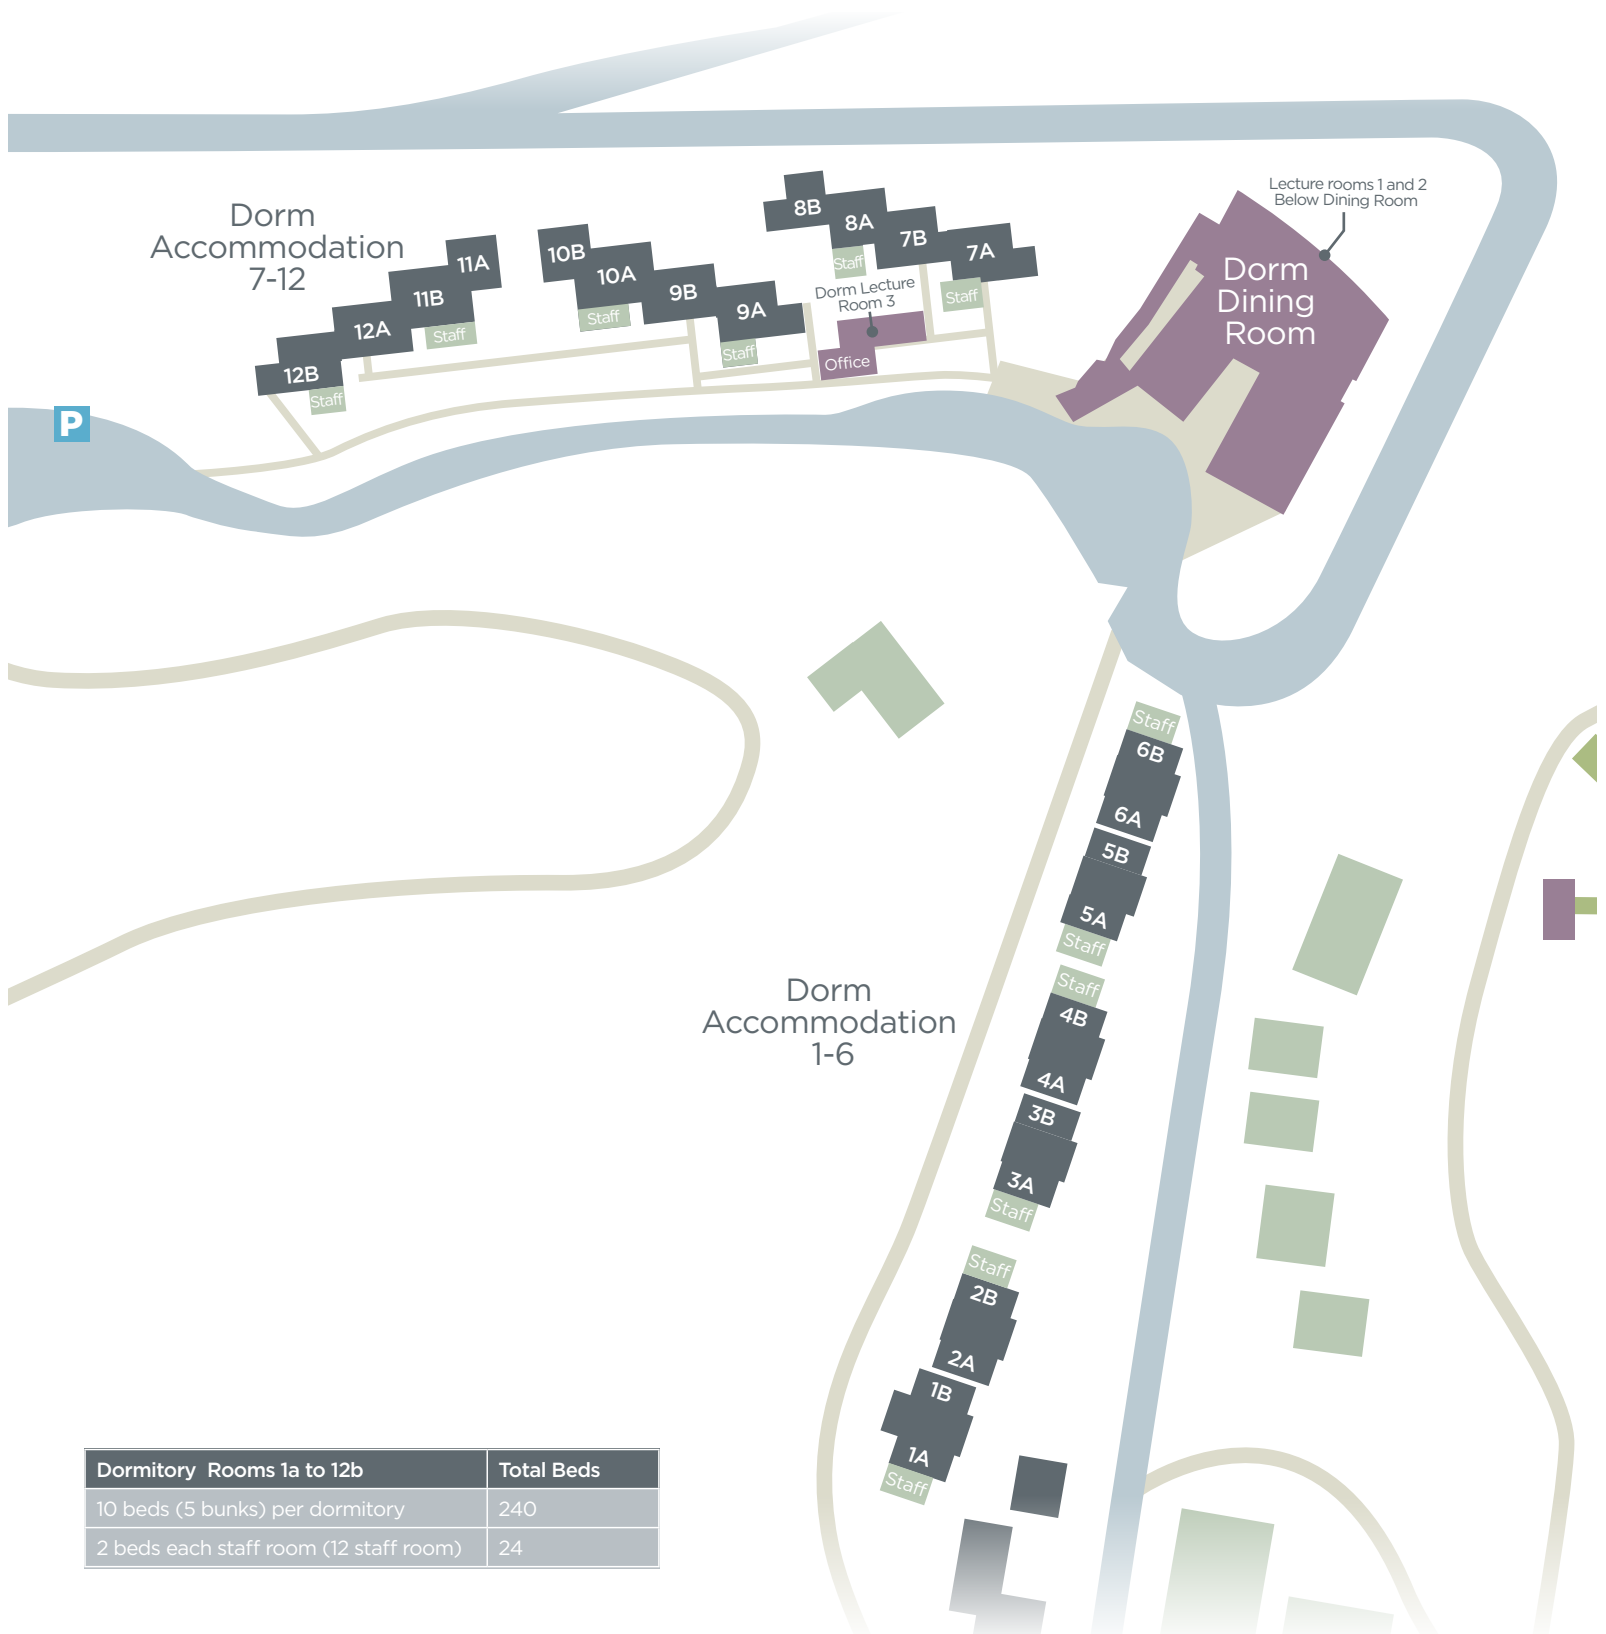 Lecture rooms 1 and 2
Below Dining Room
Dorm
Accommodation
7-12
8B
8A
7B
7A
Staff
Staff
11A
11B
12A
12B
Staff
Staff
10B
10A
9B
9A
Staff
Staff
Dorm Lecture
Room 3
Office
Dorm
Dining
Room
P
Staff
6B
6A
5B
5A
Staff
Staff
4B
4A
3B
3A
Staff
Dorm
Accommodation
1-6
Staff
2B
2A
1B
1A
Staff
Dormitory Rooms 1a to 12b Total Beds
10 beds (5 bunks) per dormitory 240
2 beds each staff room (12 staff room) 24